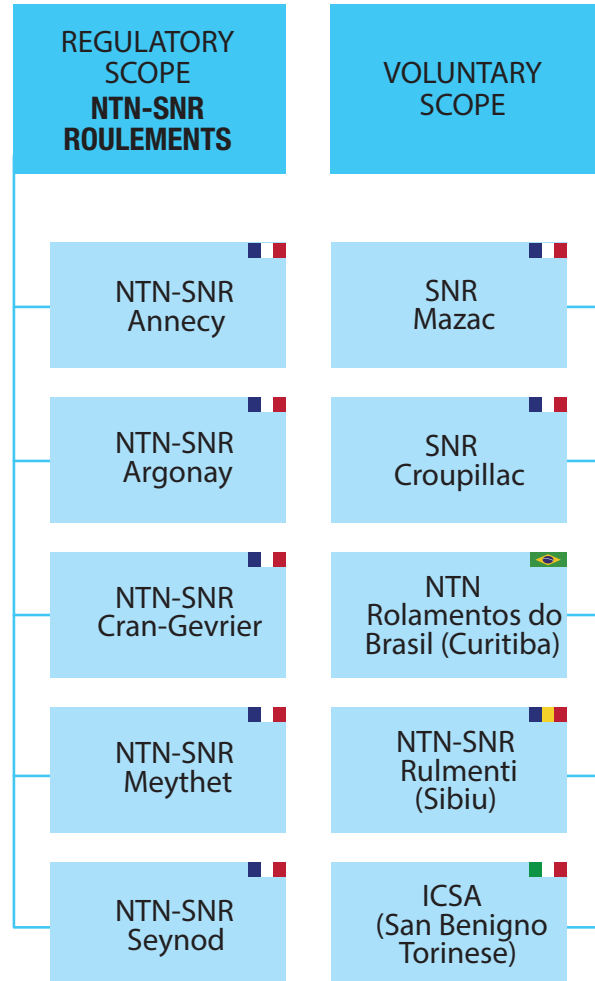 REGULATORY
SCOPE
NTN-SNR
ROULEMENTS
VOLUNTARY
SCOPE
NTN-SNR
Annecy
SNR
Mazac
NTN-SNR
Argonay
SNR
Croupillac
NTN-SNR
Cran-Gevrier
NTN
Rolamentos do
Brasil (Curitiba)
NTN-SNR
Meythet
NTN-SNR
Rulmenti
(Sibiu)
NTN-SNR
Seynod
ICSA
(San Benigno
Torinese)